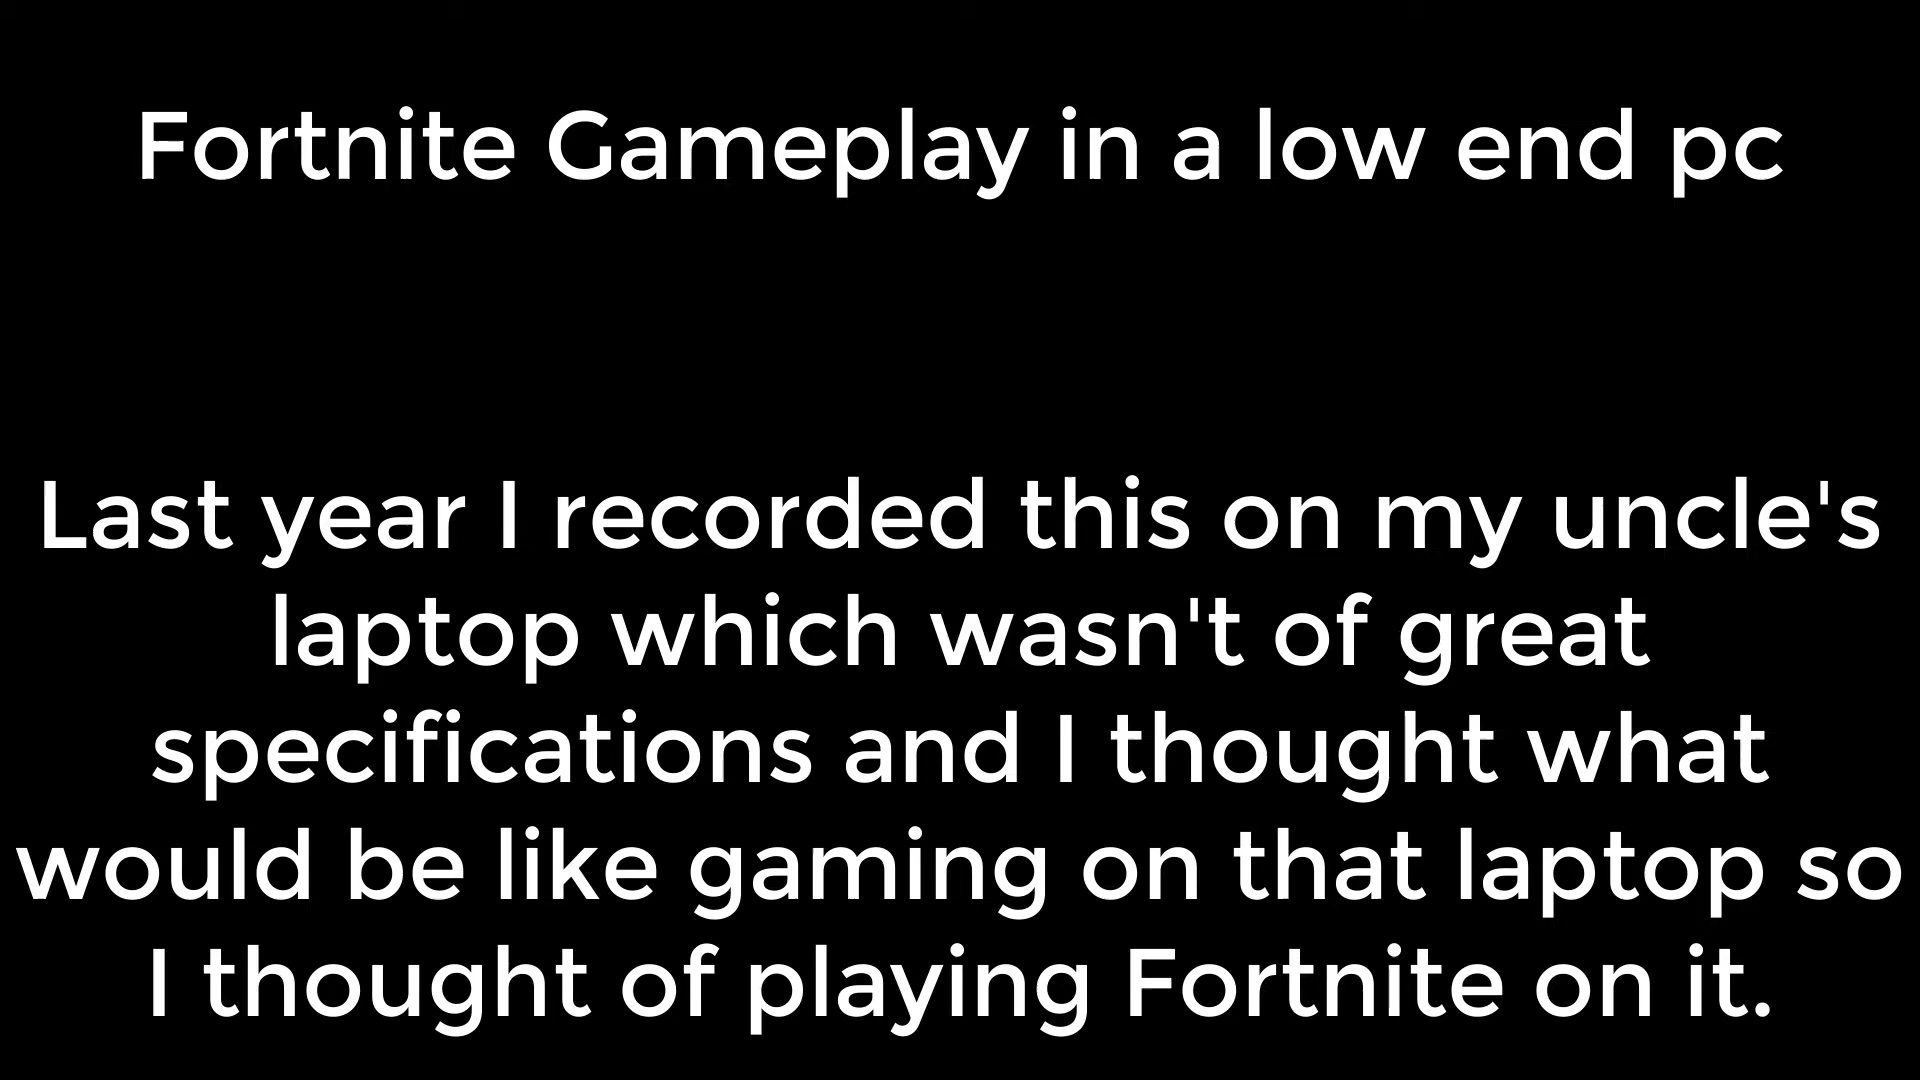 Fortnite Gameplay in a low end pc
Last year I recorded this on my uncle's
laptop which wasn't of great
specifications and I thought what
would be like gaming on that laptop so
I thought of playing Fortnite on it.